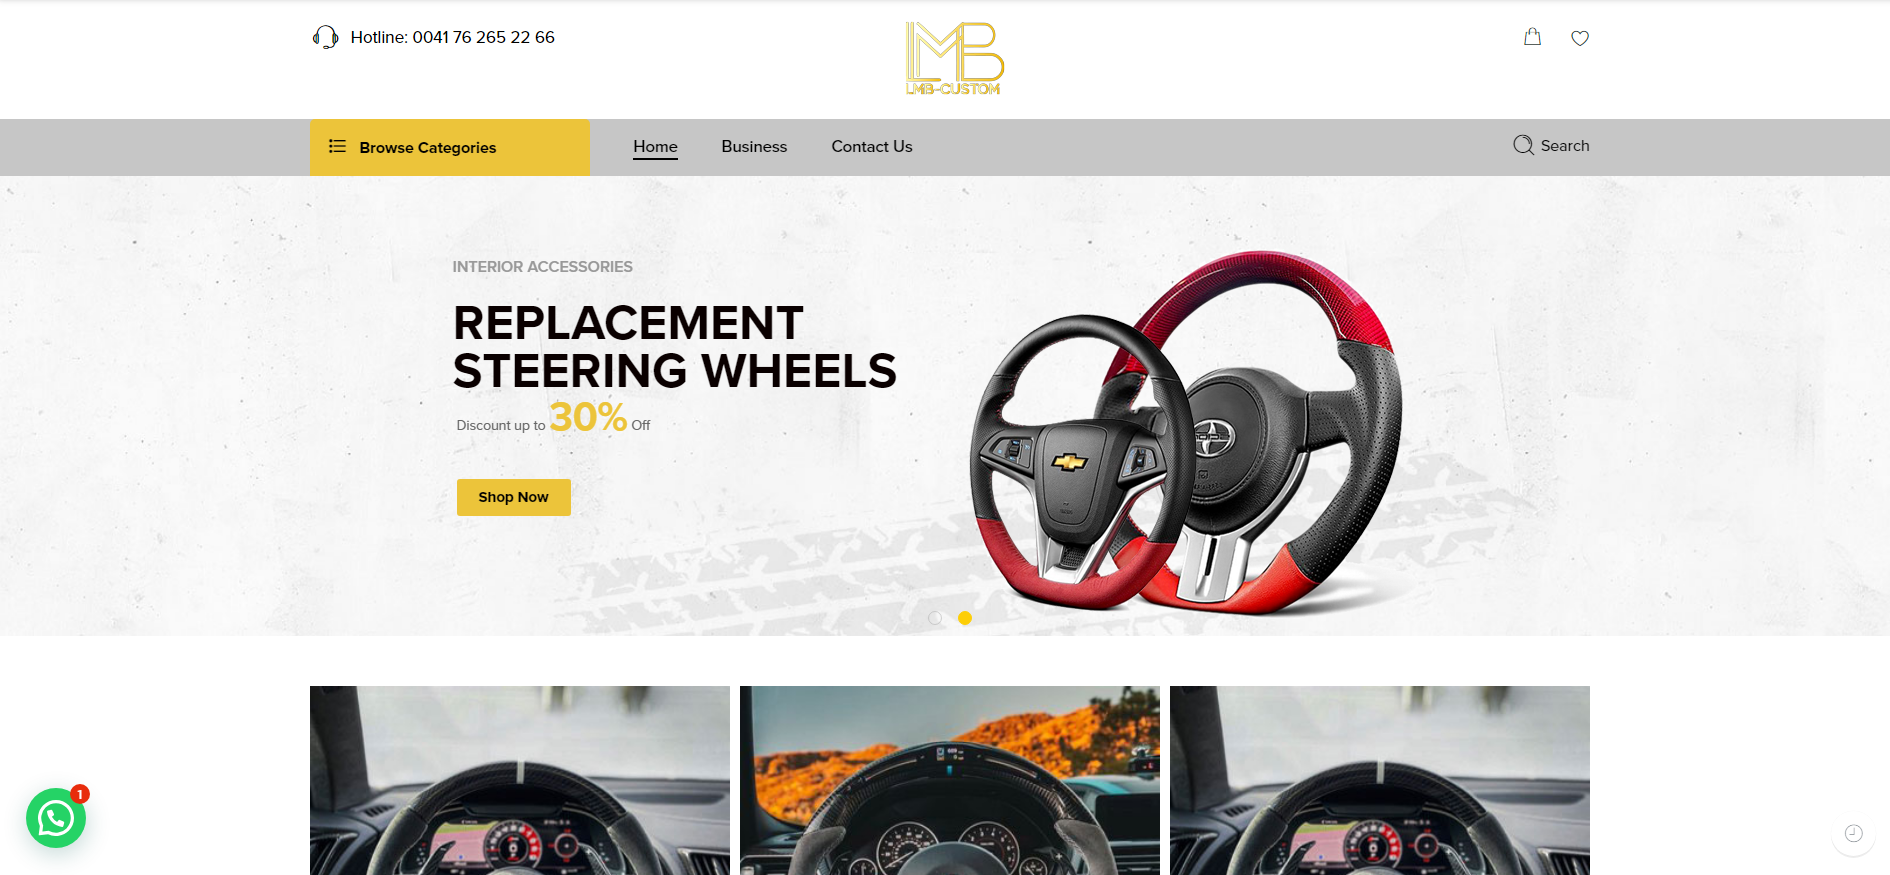 Hotline: 0041 76 265 22 66
LMB
LMB-CUSTOM
Browse Categories
Home
Business
Contact Us
Search
INTERIOR ACCESSORIES
REPLACEMENT
STEERING WHEELS
Discount up to 30% Off
Shop Now
1